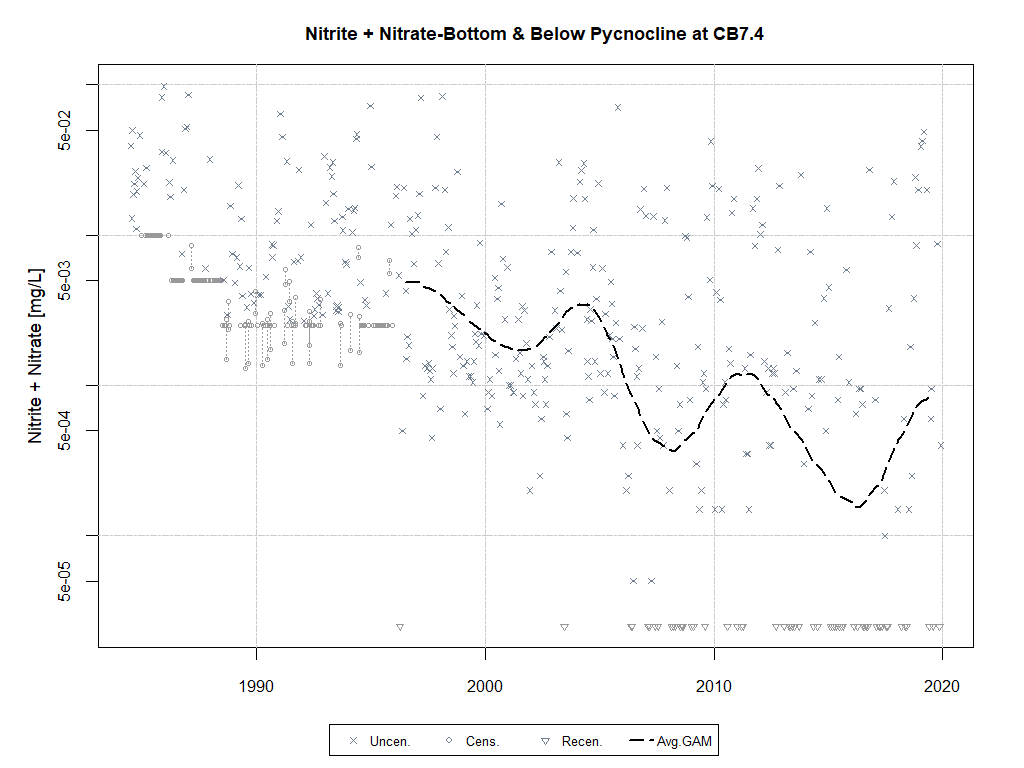 Nitrite + Nitrate-Bottom & Below Pycnocline at CB7.4
Nitrite + Nitrate [mg/L]
5e-02
5e-03
5e-04
5e-05
1990 2000 2010 2020
Uncen. Cens. Recen. Avg.GAM